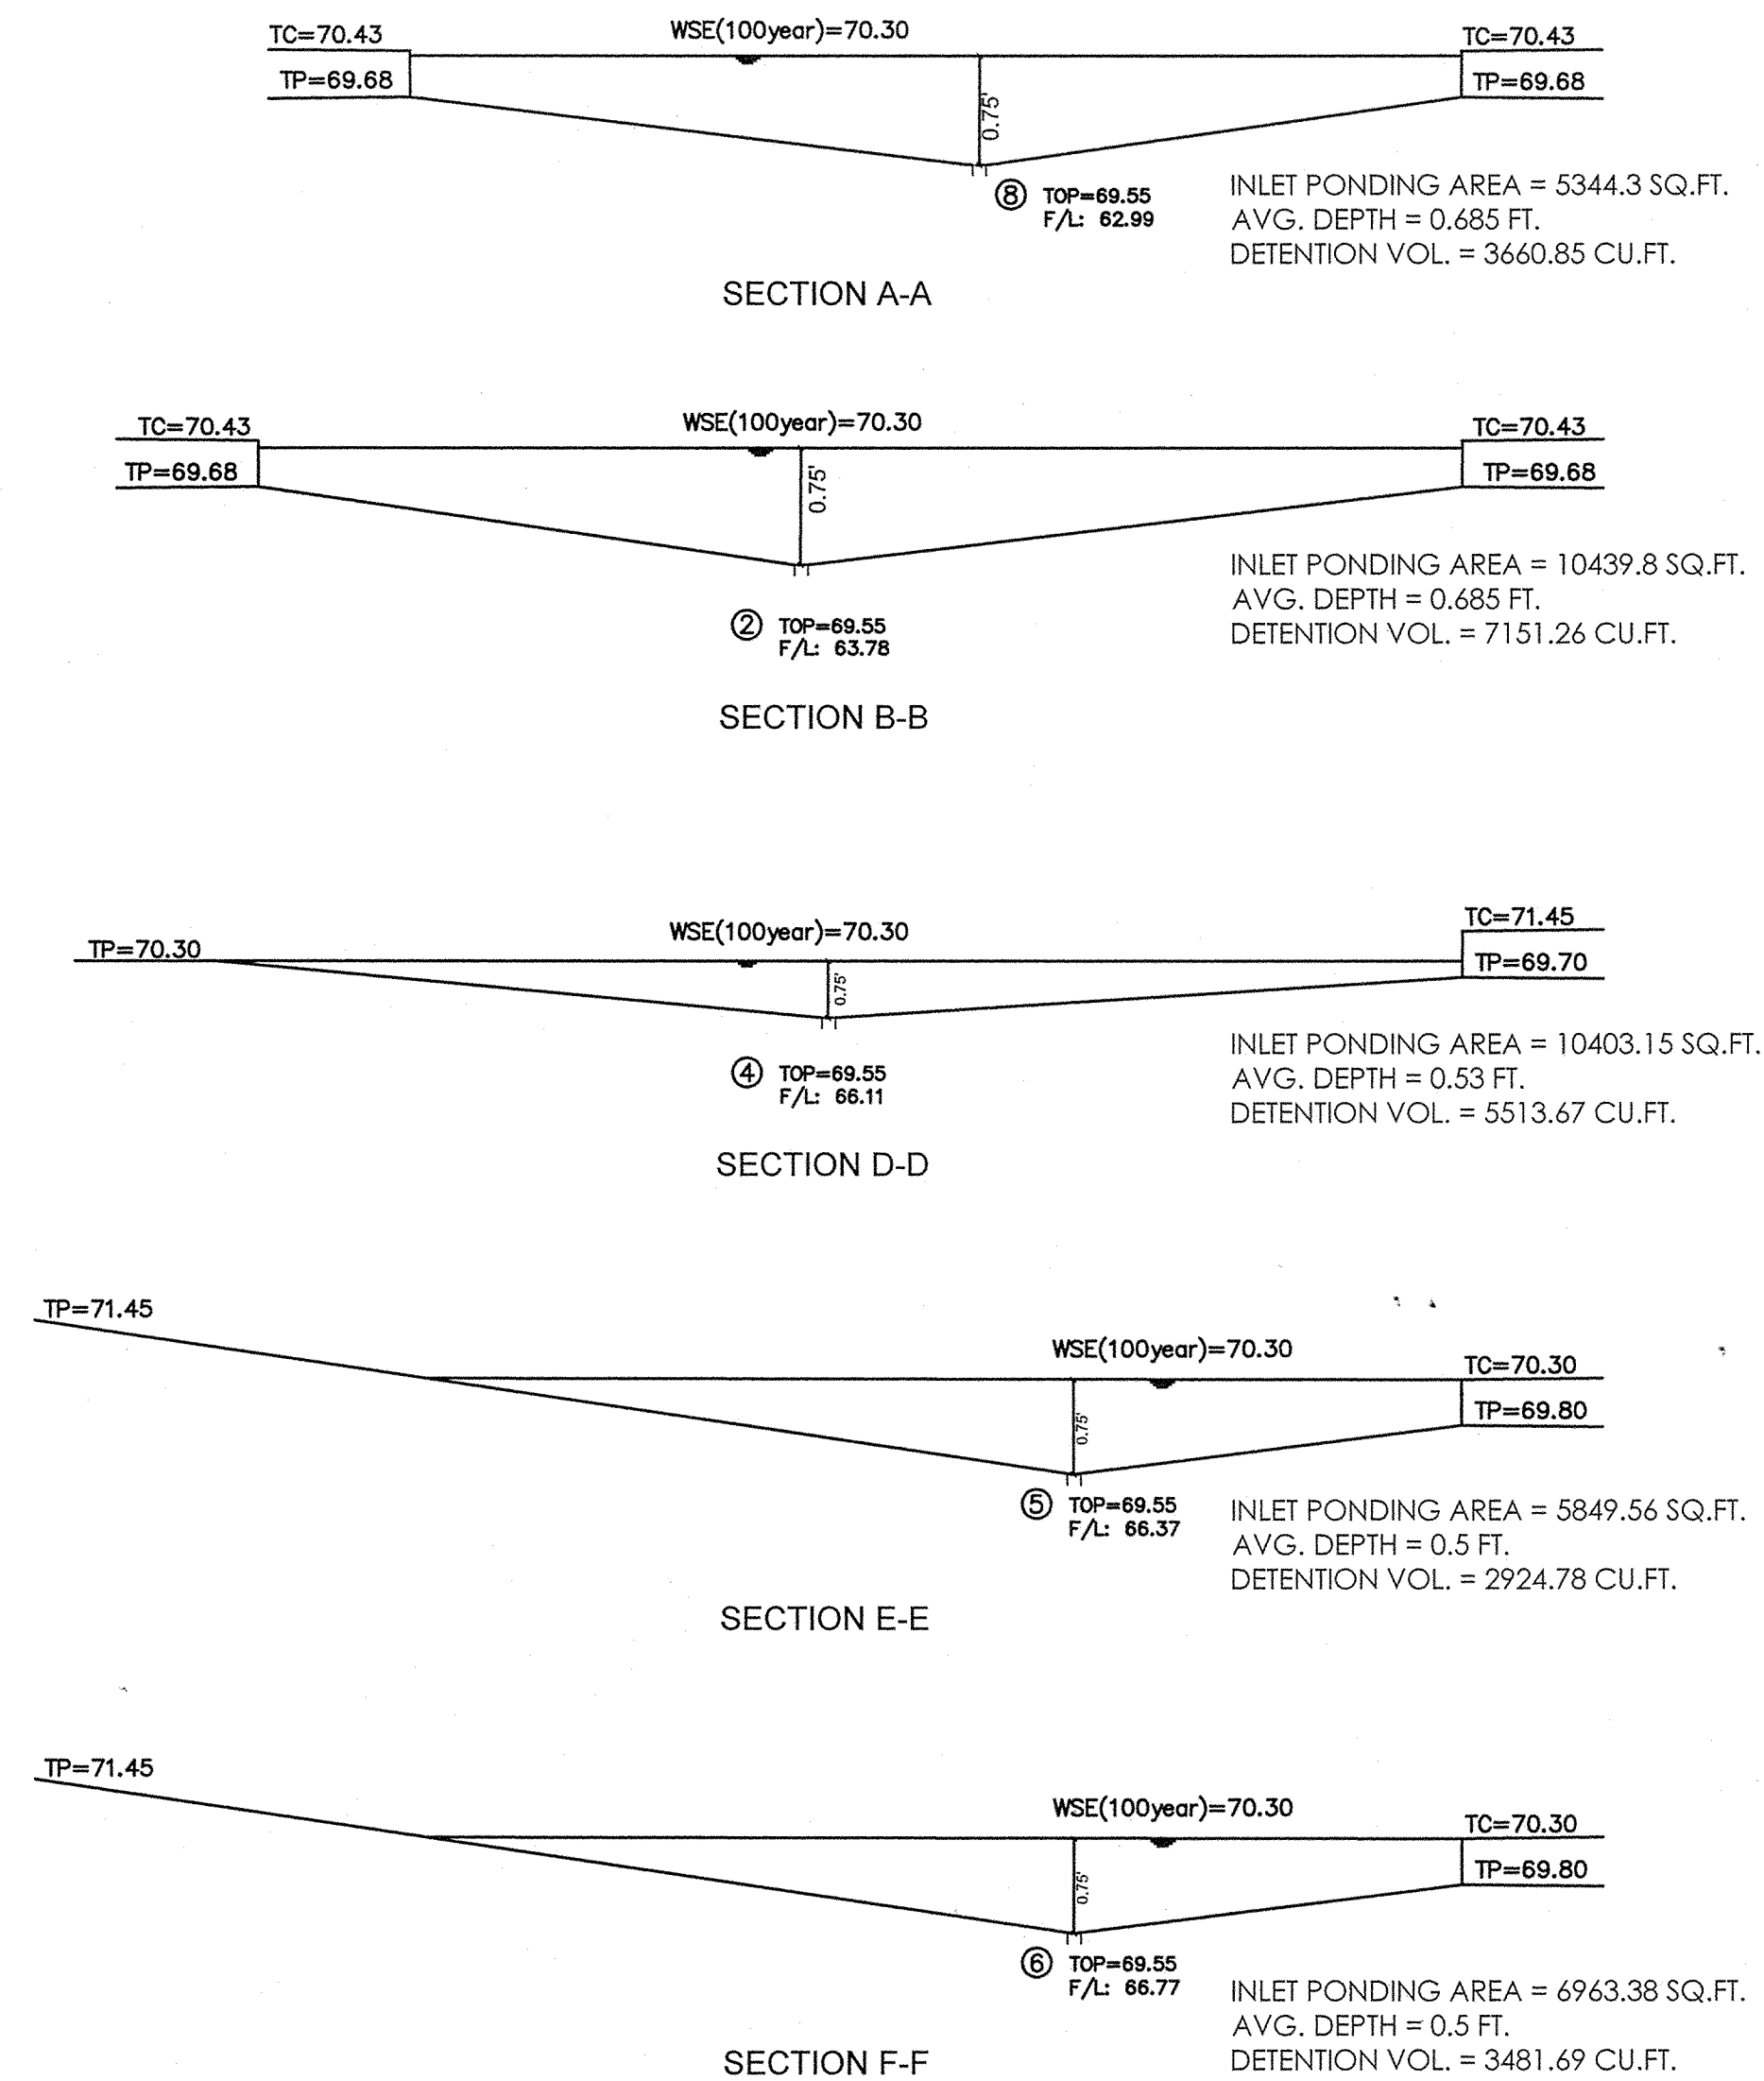 TC=70.43
WSE(100year)=70.30
TC=70.43
TP=69.68
TP=69.68
0.75'
⑧ TOP=69.55
F/L: 62.99
INLET PONDING AREA = 5344.3 SQ.FT.
AVG. DEPTH = 0.685 FT.
DETENTION VOL. = 3660.85 CU.FT.
SECTION A-A
TC=70.43
WSE(100year)=70.30
TC=70.43
TP=69.68
TP=69.68
0.75'
② TOP=69.55
F/L: 63.78
INLET PONDING AREA = 10439.8 SQ.FT.
AVG. DEPTH = 0.685 FT.
DETENTION VOL. = 7151.26 CU.FT.
SECTION B-B
TP=70.30
WSE(100year)=70.30
TC=71.45
TP=69.70
0.75'
④ TOP=69.55
F/L: 66.11
INLET PONDING AREA = 10403.15 SQ.FT.
AVG. DEPTH = 0.53 FT.
DETENTION VOL. = 5513.67 CU.FT.
SECTION D-D
TP=71.45
WSE(100year)=70.30
TC=70.30
TP=69.80
0.75'
⑤ TOP=69.55
F/L: 66.37
INLET PONDING AREA = 5849.56 SQ.FT.
AVG. DEPTH = 0.5 FT.
DETENTION VOL. = 2924.78 CU.FT.
SECTION E-E
TP=71.45
WSE(100year)=70.30
TC=70.30
TP=69.80
0.75'
⑥ TOP=69.55
F/L: 66.77
INLET PONDING AREA = 6963.38 SQ.FT.
AVG. DEPTH = 0.5 FT.
DETENTION VOL. = 3481.69 CU.FT.
SECTION F-F